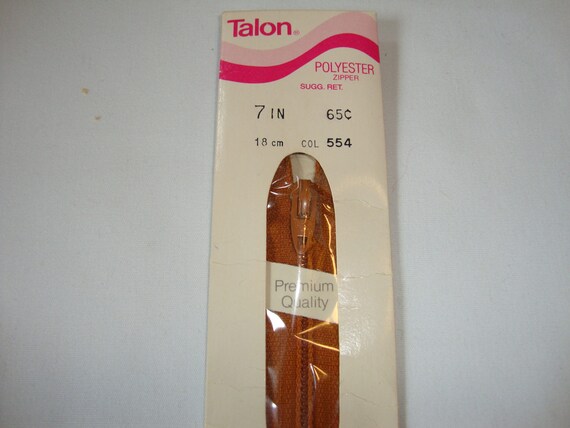 Talon®
POLYESTER
ZIPPER
SUGG. RET.
7 IN 65¢
18 cm COL 554
Premium
Quality